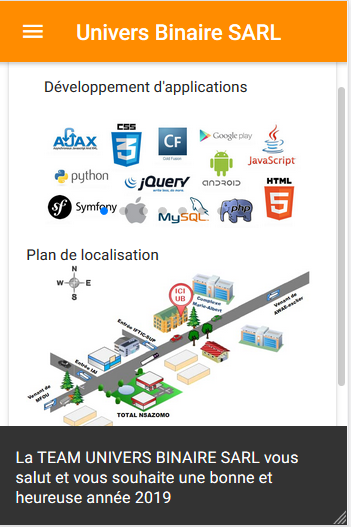 Univers Binaire SARL
Développement d'applications
AJAX
CSS
3
CF
Cold Fusion
Google play
JavaScript
python
jQuery
write less, do more.
android
HTML
5
sf Symfony
MySQL
php
Plan de localisation
N
W E
S
ICI
UB
Complexe
Marie-Albert
Venant de
AWAE-escher
Entrée IFTIC-SUP
Entrée IAI
Venant de
MFOU
TOTAL NSAZOMO
La TEAM UNIVERS BINAIRE SARL vous
salut et vous souhaite une bonne et
heureuse année 2019